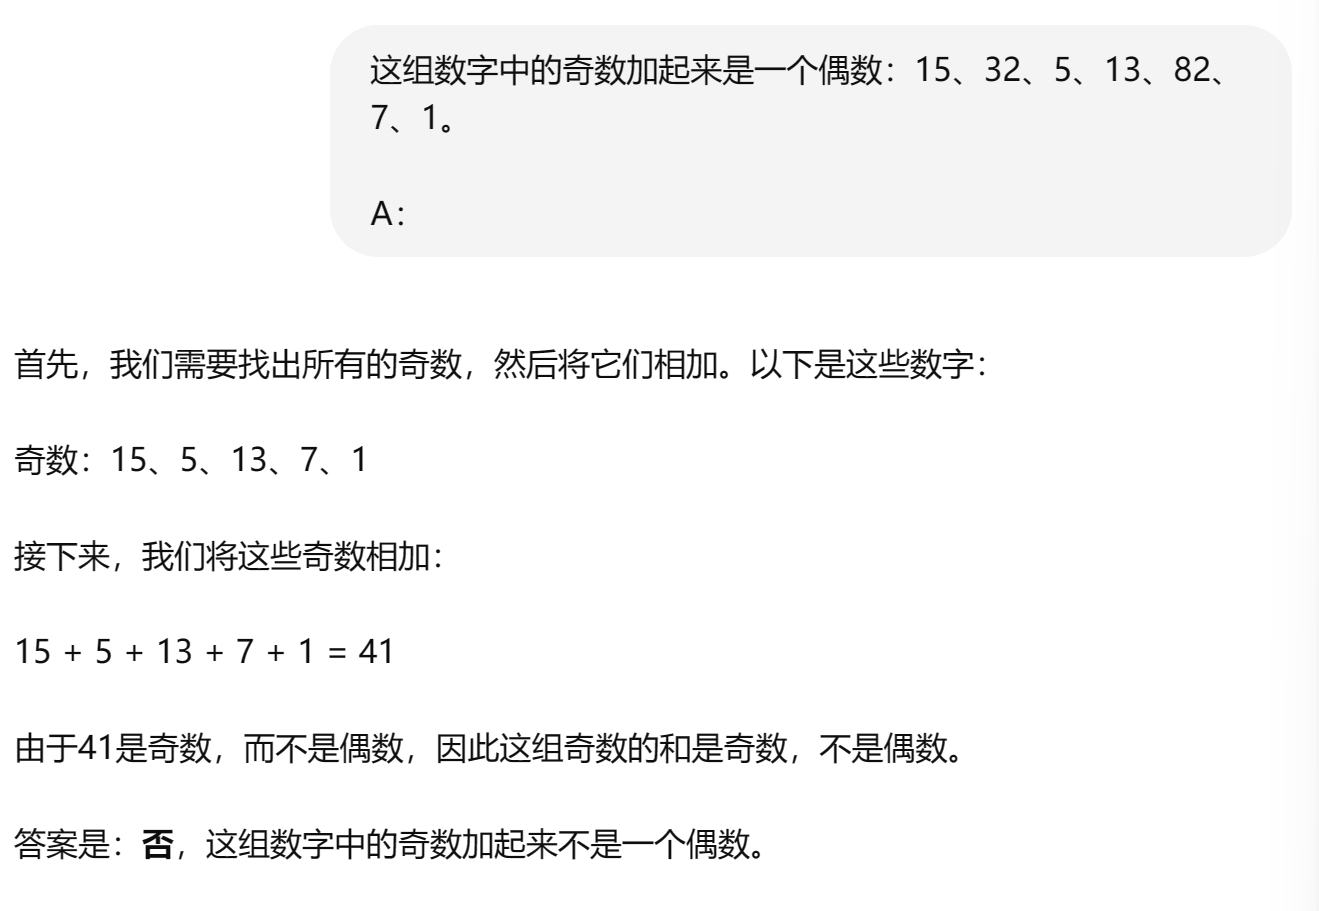 这组数字中的奇数加起来是一个偶数：15、32、5、13、82、
7、1。
A：
首先，我们需要找出所有的奇数，然后将它们相加。以下是这些数字：
奇数：15、5、13、7、1
接下来，我们将这些奇数相加：
15 + 5 + 13 + 7 + 1 = 41
由于41是奇数，而不是偶数，因此这组奇数的和是奇数，不是偶数。
答案是：否，这组数字中的奇数加起来不是一个偶数。